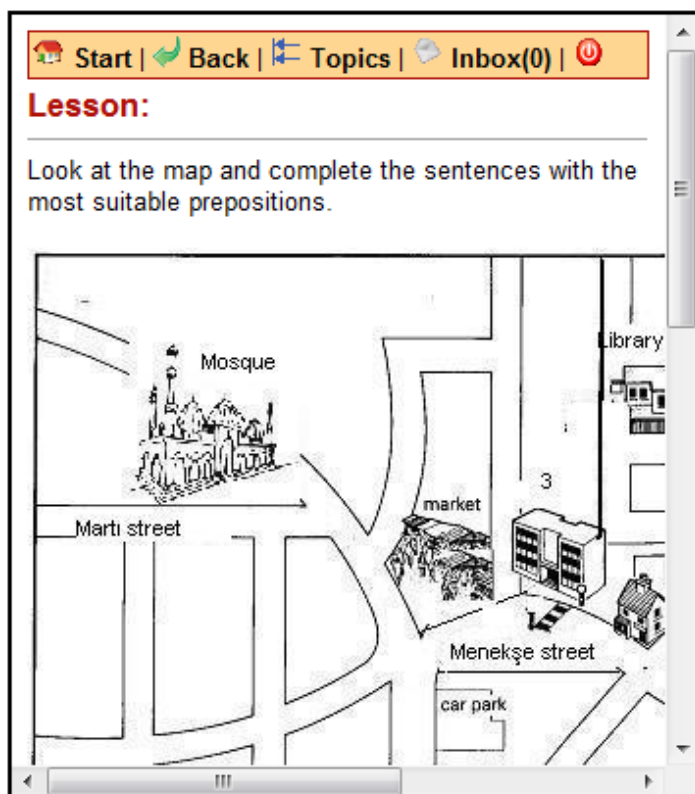 Start | Back | Topics | Inbox(0) |
Lesson:
Look at the map and complete the sentences with the
most suitable prepositions.
Mosque
Library
3
market
Martı street
1
Menekşe street
car park